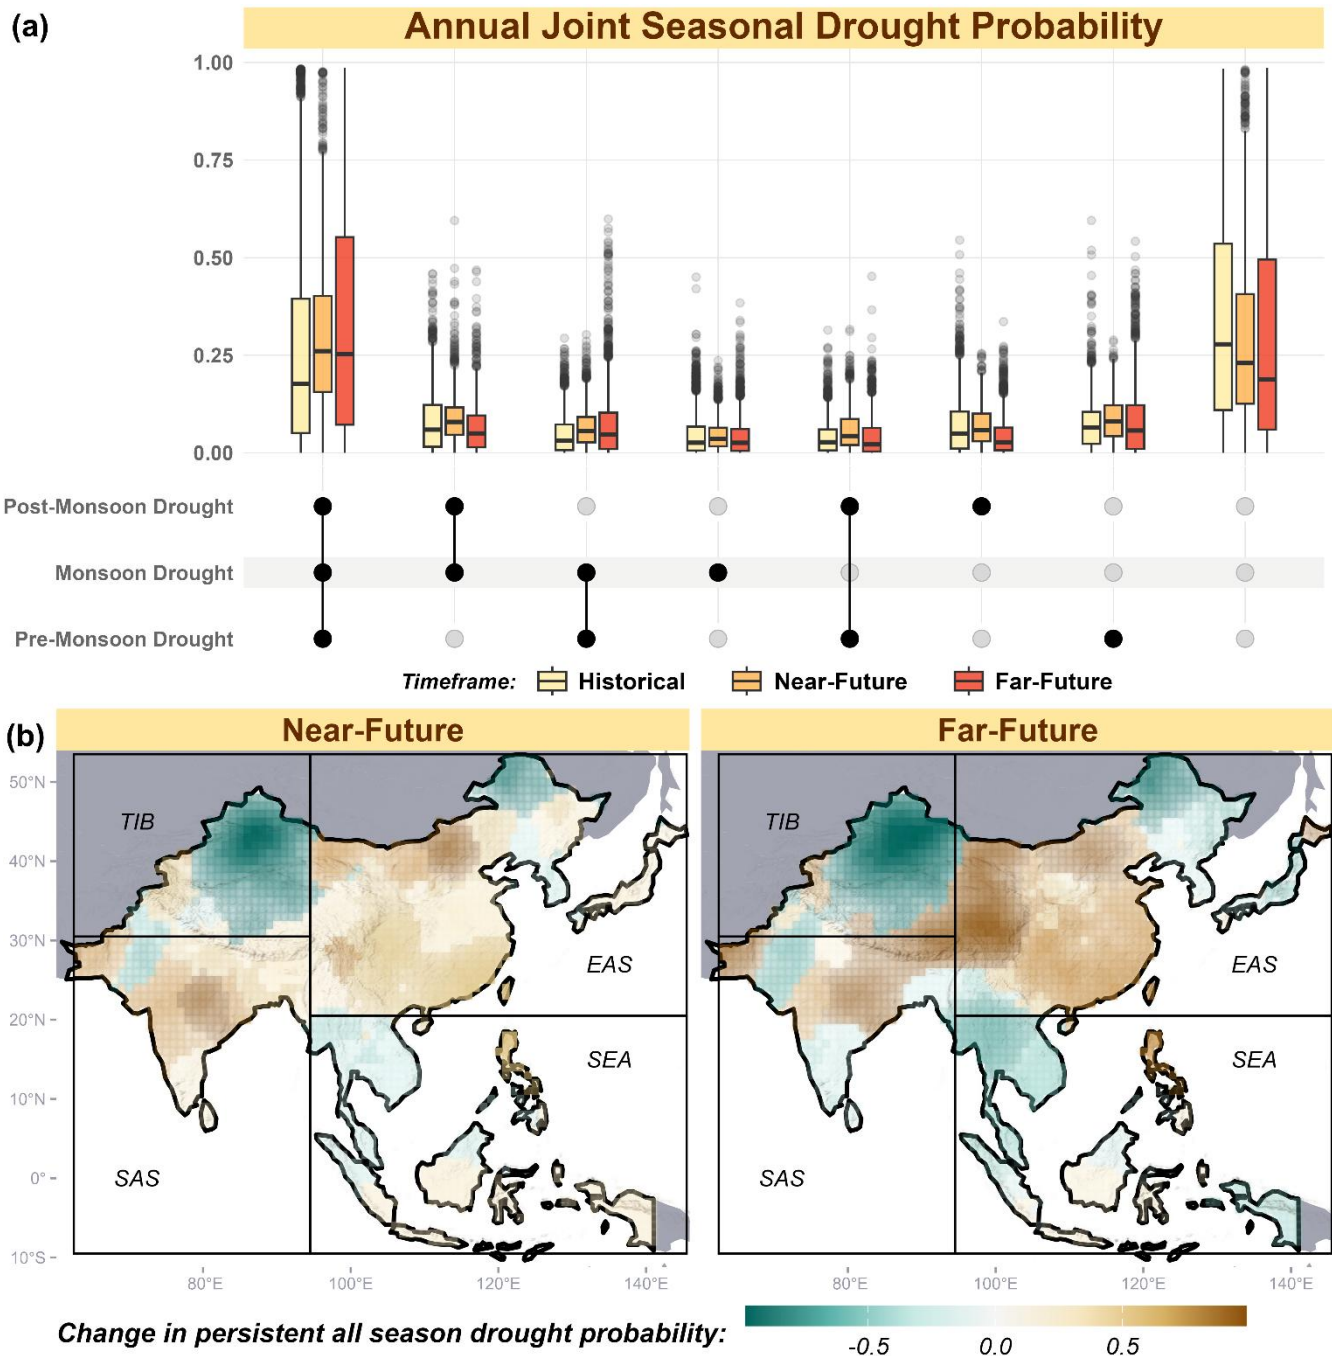 (a)
Annual Joint Seasonal Drought Probability
1.00
0.75
0.50
0.25
0.00
Post-Monsoon Drought
Monsoon Drought
Pre-Monsoon Drought
Timeframe: Historical Near-Future Far-Future
(b)
Near-Future Far-Future
50°N
TIB TIB
40°N
30°N
EAS EAS
20°N
SEA SEA
10°N
0°
SAS SAS
10°S
80°E 100°E 120°E 140°E 80°E 100°E 120°E 140°E
Change in persistent all season drought probability:
-0.5 0.0 0.5